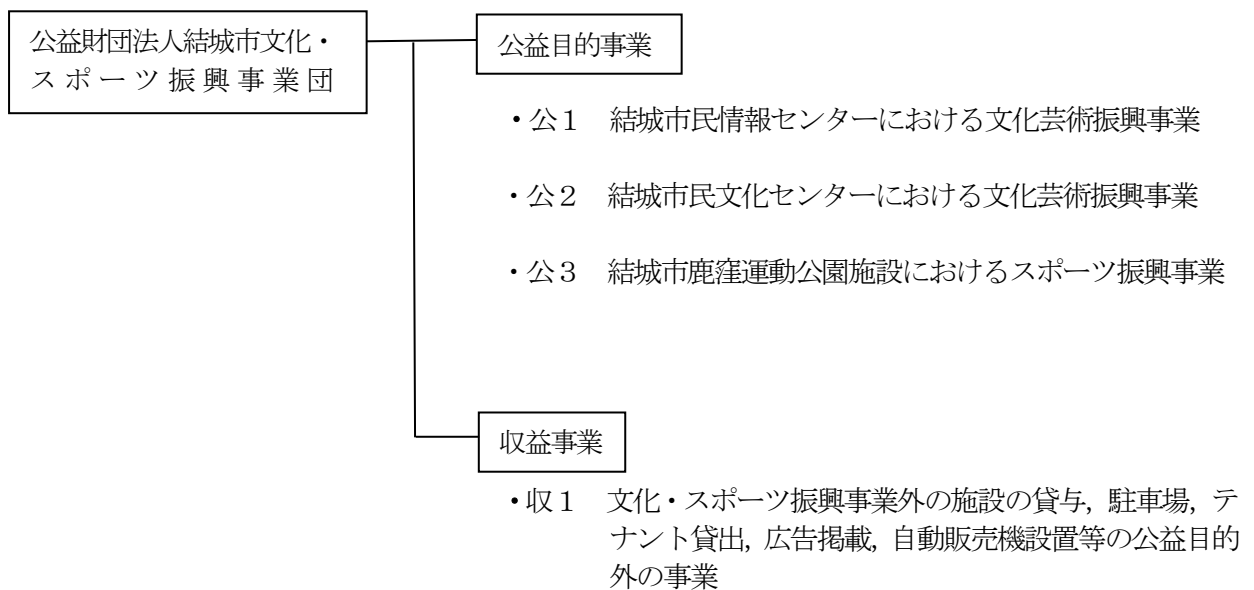 公益財団法人結城市文化・
スポーツ振興事業団
公益目的事業
・公1　結城市民情報センターにおける文化芸術振興事業
・公2　結城市民文化センターにおける文化芸術振興事業
・公3　結城市鹿窪運動公園施設におけるスポーツ振興事業
収益事業
・収1　文化・スポーツ振興事業外の施設の貸与, 駐車場, テ
ナント貸出, 広告掲載, 自動販売機設置等の公益目的
外の事業